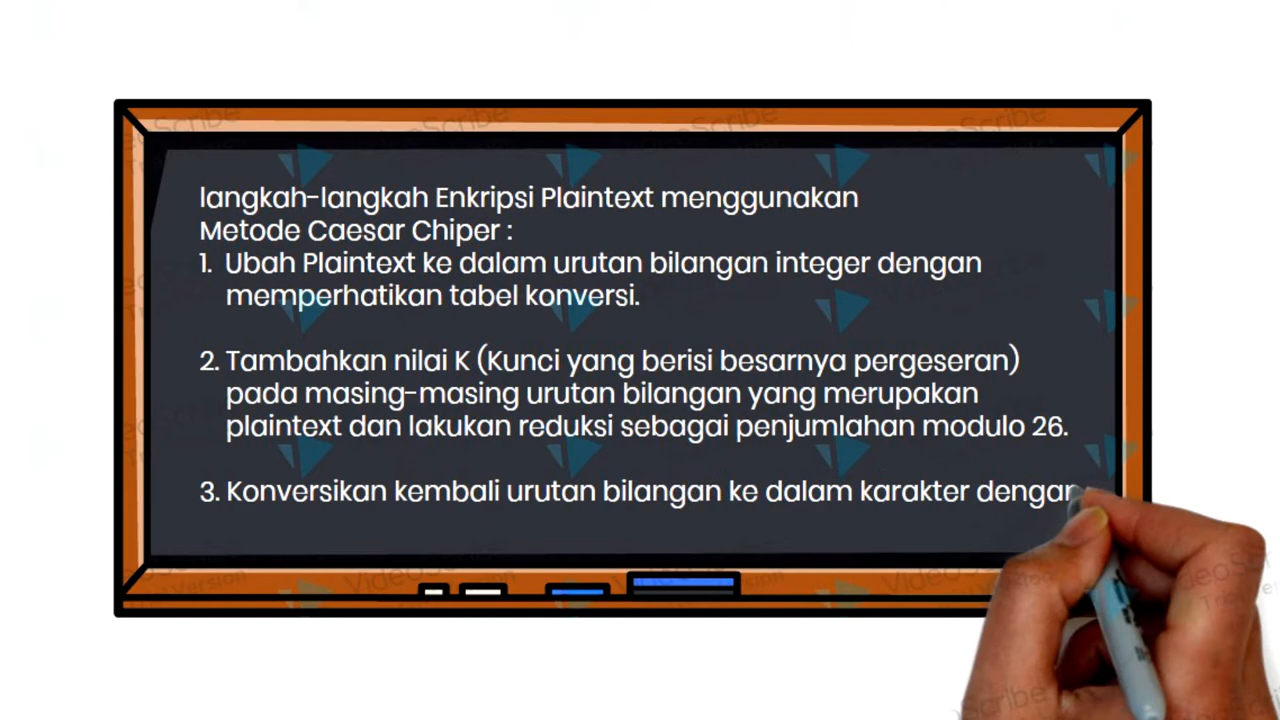 langkah-langkah Enkripsi Plaintext menggunakan
Metode Caesar Chiper :
1. Ubah Plaintext ke dalam urutan bilangan integer dengan
memperhatikan tabel konversi.
2. Tambahkan nilai K (Kunci yang berisi besarnya pergeseran)
pada masing-masing urutan bilangan yang merupakan
plaintext dan lakukan reduksi sebagai penjumlahan modulo 26.
3. Konversikan kembali urutan bilangan ke dalam karakter dengan